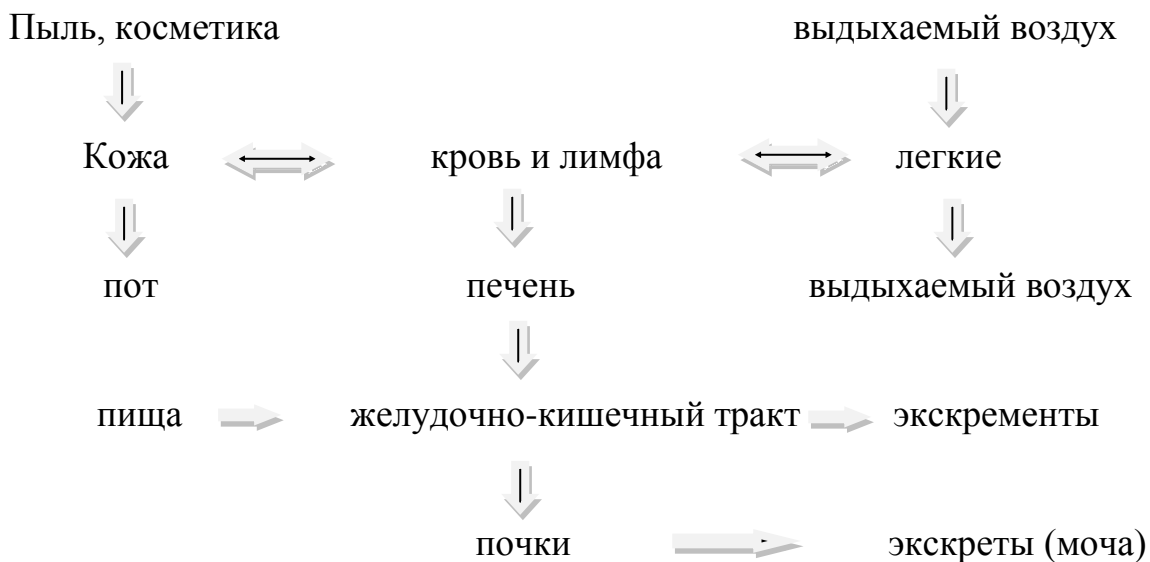 Пыль, косметика выдыхаемый воздух
Кожа кровь и лимфа легкие
пот печень выдыхаемый воздух
пища желудочно-кишечный тракт экскременты
почки экскреты (моча)